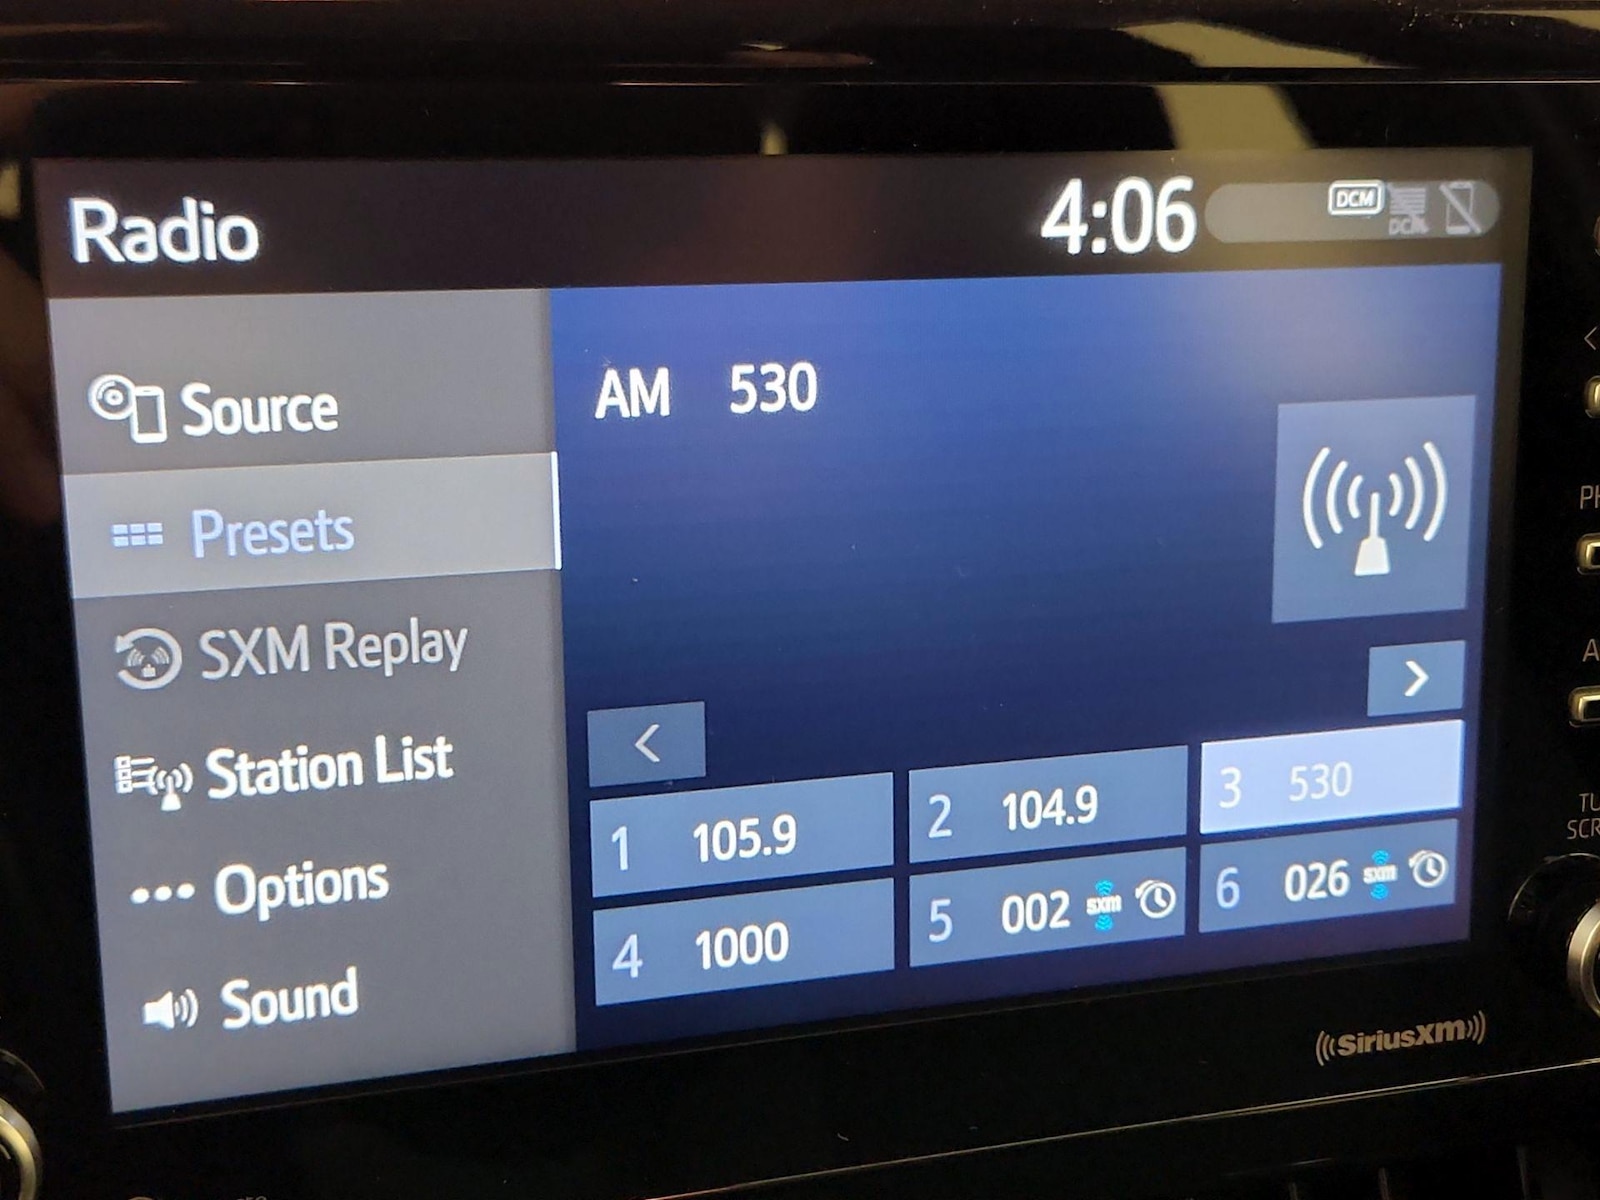 Radio
4:06
DCM
DCM
Source
Presets
SXM Replay
Station List
Options
Sound
AM 530
1 105.9
2 104.9
3 530
4 1000
5 002 sxm
6 026 sxm
SiriusXM